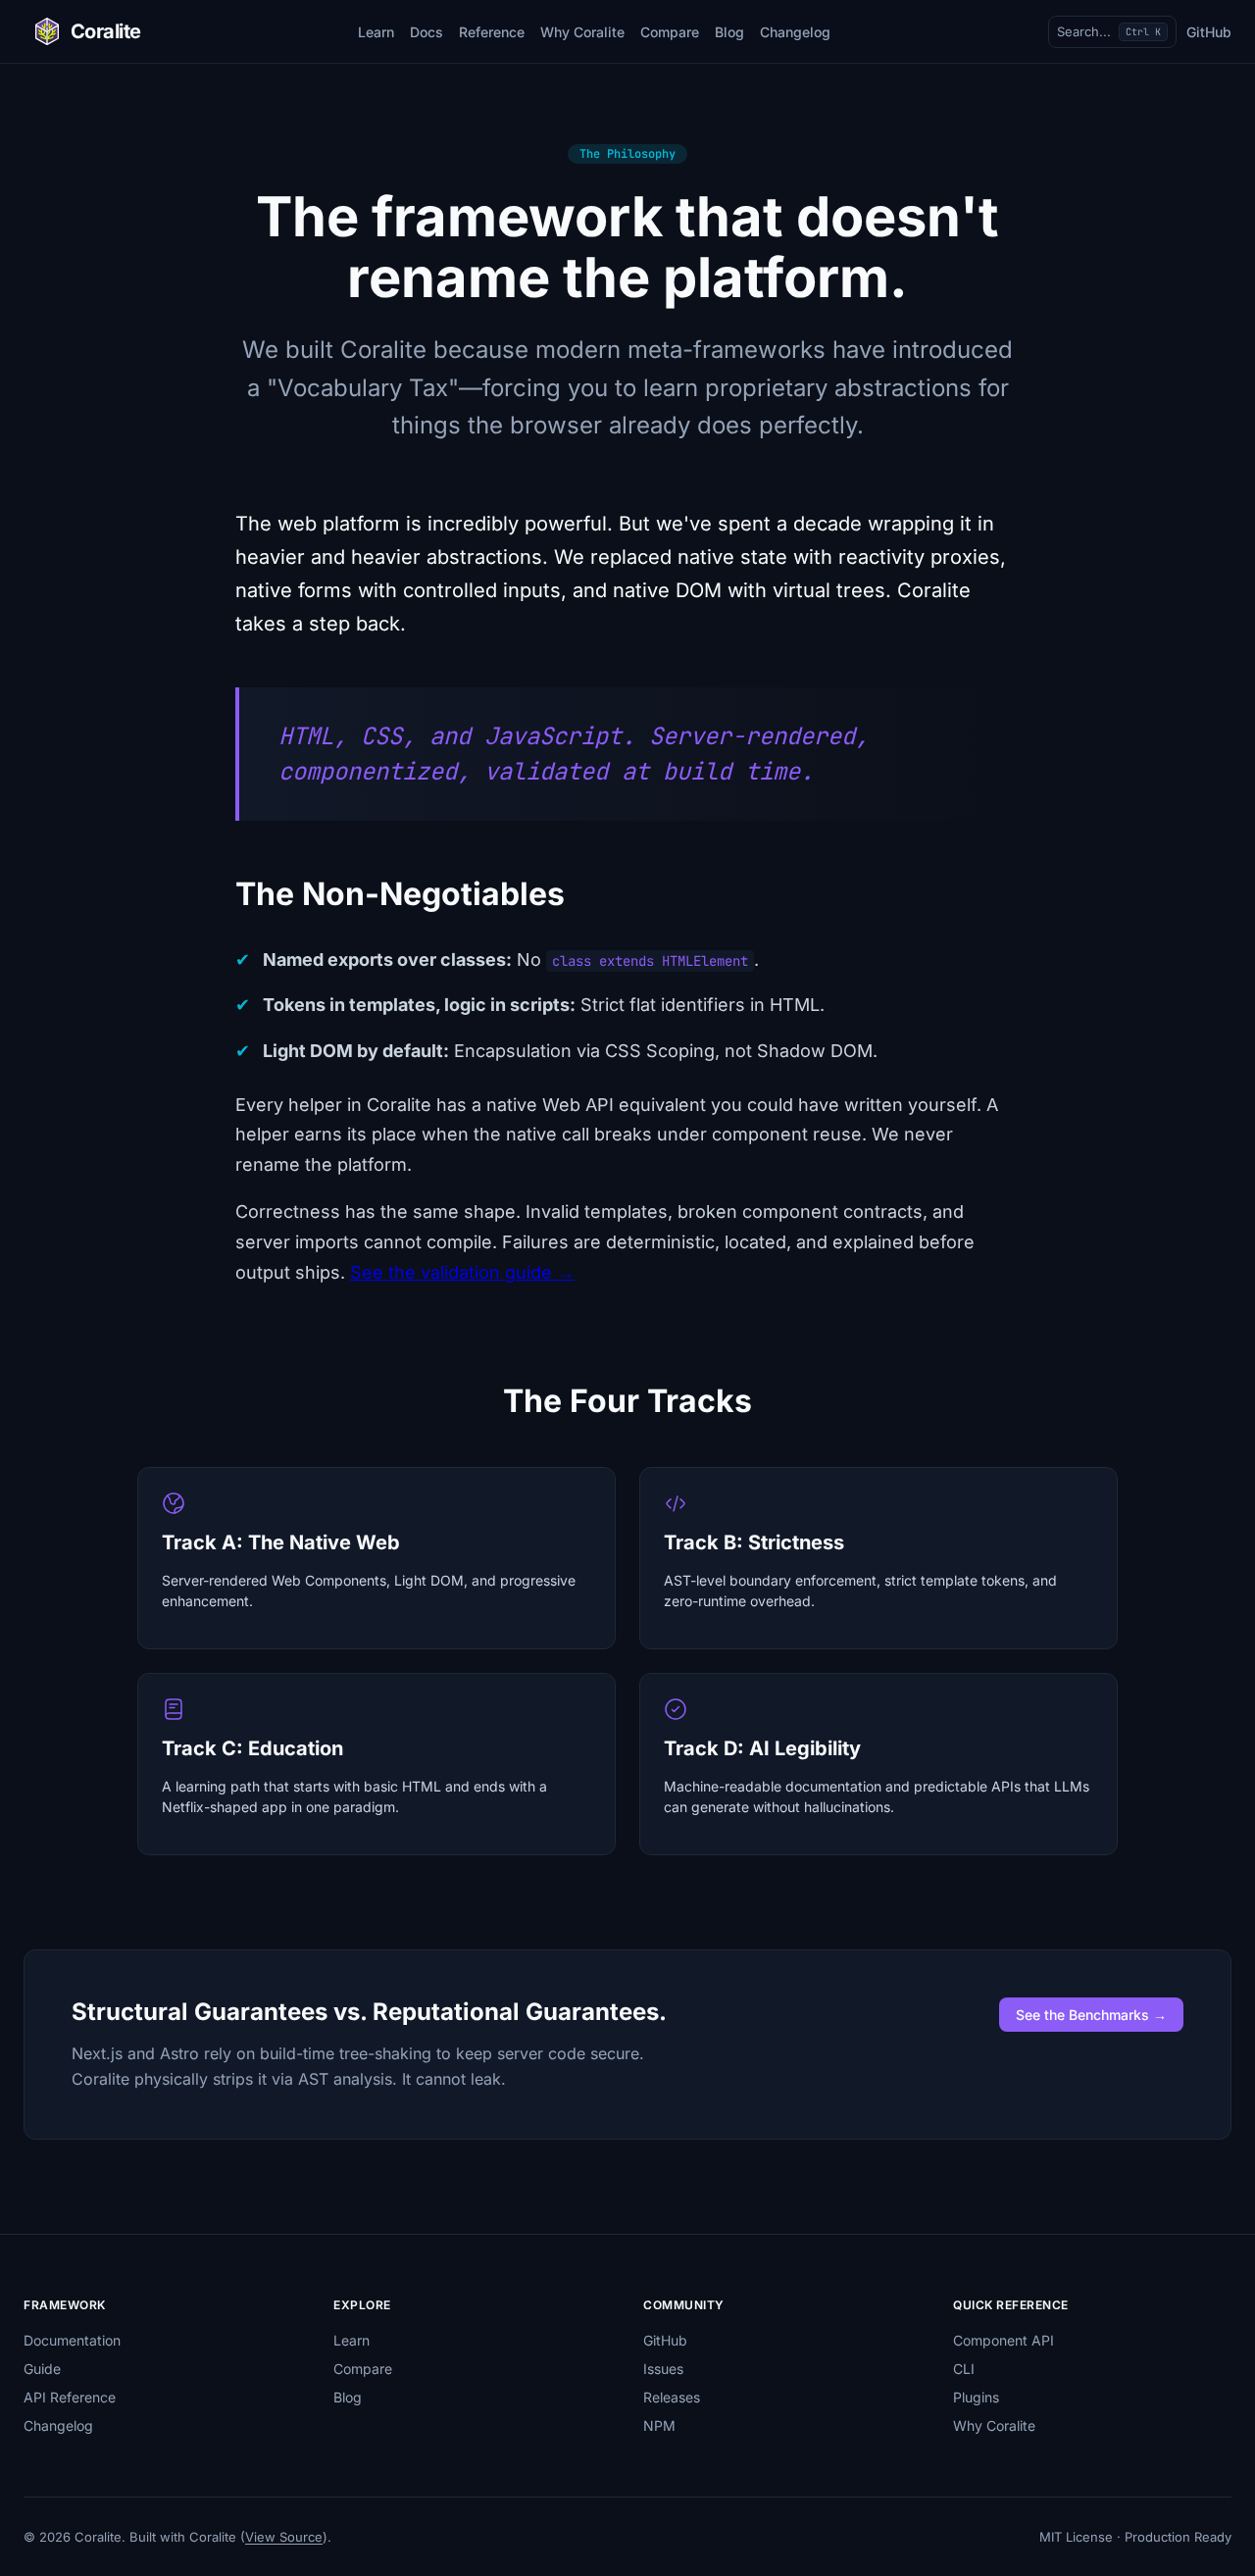 Coralite
Learn Docs Reference Why Coralite Compare Blog Changelog
Search... Ctrl K GitHub
The Philosophy
The framework that doesn't
rename the platform.
We built Coralite because modern meta-frameworks have introduced
a "Vocabulary Tax"—forcing you to learn proprietary abstractions for
things the browser already does perfectly.
The web platform is incredibly powerful. But we've spent a decade wrapping it in
heavier and heavier abstractions. We replaced native state with reactivity proxies,
native forms with controlled inputs, and native DOM with virtual trees. Coralite
takes a step back.
HTML, CSS, and JavaScript. Server-rendered,
componentized, validated at build time.
The Non-Negotiables
✔ Named exports over classes: No class extends HTMLElement.
✔ Tokens in templates, logic in scripts: Strict flat identifiers in HTML.
✔ Light DOM by default: Encapsulation via CSS Scoping, not Shadow DOM.
Every helper in Coralite has a native Web API equivalent you could have written yourself. A
helper earns its place when the native call breaks under component reuse. We never
rename the platform.
Correctness has the same shape. Invalid templates, broken component contracts, and
server imports cannot compile. Failures are deterministic, located, and explained before
output ships. See the validation guide →
The Four Tracks
Track A: The Native Web
Server-rendered Web Components, Light DOM, and progressive
enhancement.
Track B: Strictness
AST-level boundary enforcement, strict template tokens, and
zero-runtime overhead.
Track C: Education
A learning path that starts with basic HTML and ends with a
Netflix-shaped app in one paradigm.
Track D: AI Legibility
Machine-readable documentation and predictable APIs that LLMs
can generate without hallucinations.
Structural Guarantees vs. Reputational Guarantees.
Next.js and Astro rely on build-time tree-shaking to keep server code secure.
Coralite physically strips it via AST analysis. It cannot leak.
See the Benchmarks →
FRAMEWORK
Documentation
Guide
API Reference
Changelog
EXPLORE
Learn
Compare
Blog
COMMUNITY
GitHub
Issues
Releases
NPM
QUICK REFERENCE
Component API
CLI
Plugins
Why Coralite
© 2026 Coralite. Built with Coralite (View Source).
MIT License · Production Ready